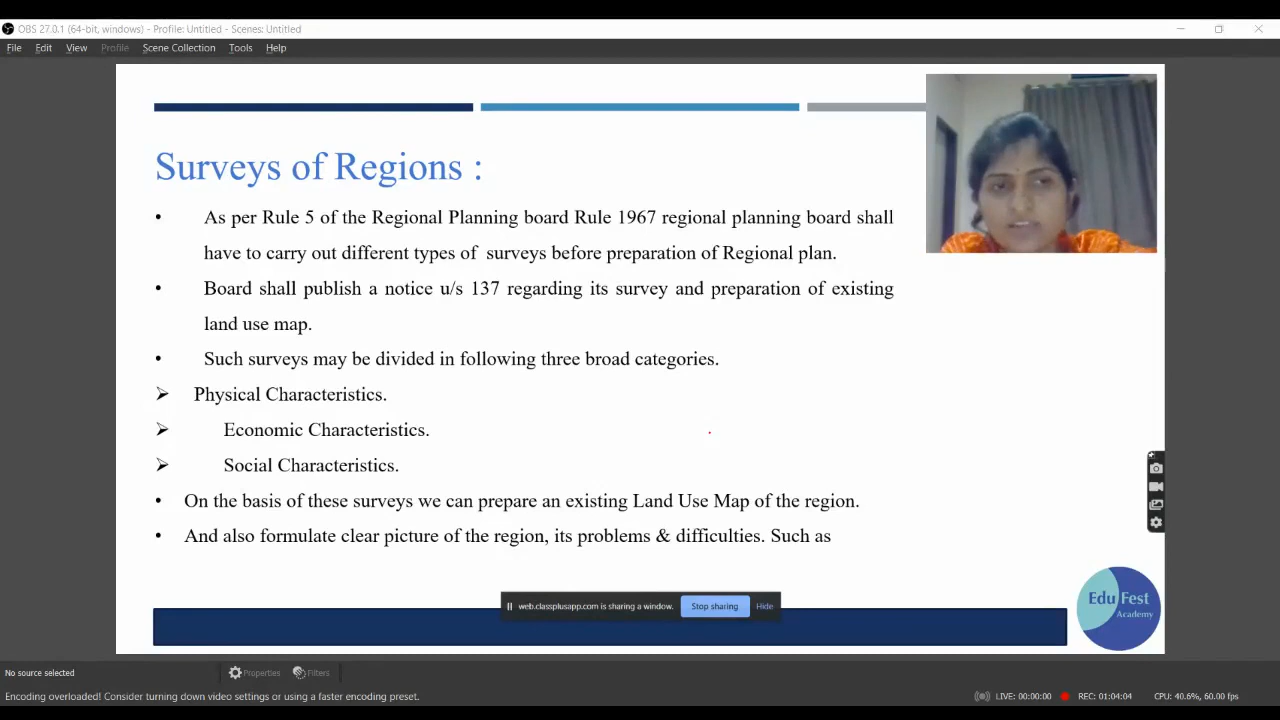 OBS 27.0.1 (64-bit, windows) - Profile: Untitled - Scenes: Untitled
File Edit View Profile Scene Collection Tools Help
Surveys of Regions :
• As per Rule 5 of the Regional Planning board Rule 1967 regional planning board shall
have to carry out different types of surveys before preparation of Regional plan.
• Board shall publish a notice u/s 137 regarding its survey and preparation of existing
land use map.
• Such surveys may be divided in following three broad categories.
➢ Physical Characteristics.
➢ Economic Characteristics.
➢ Social Characteristics.
• On the basis of these surveys we can prepare an existing Land Use Map of the region.
• And also formulate clear picture of the region, its problems & difficulties. Such as
web.classplusapp.com is sharing a window. Stop sharing Hide
Edu Fest
Academy
No source selected Properties Filters
Encoding overloaded! Consider turning down video settings or using a faster encoding preset. LIVE: 00:00:00 REC: 01:04:04 CPU: 40.6%, 60.00 fps